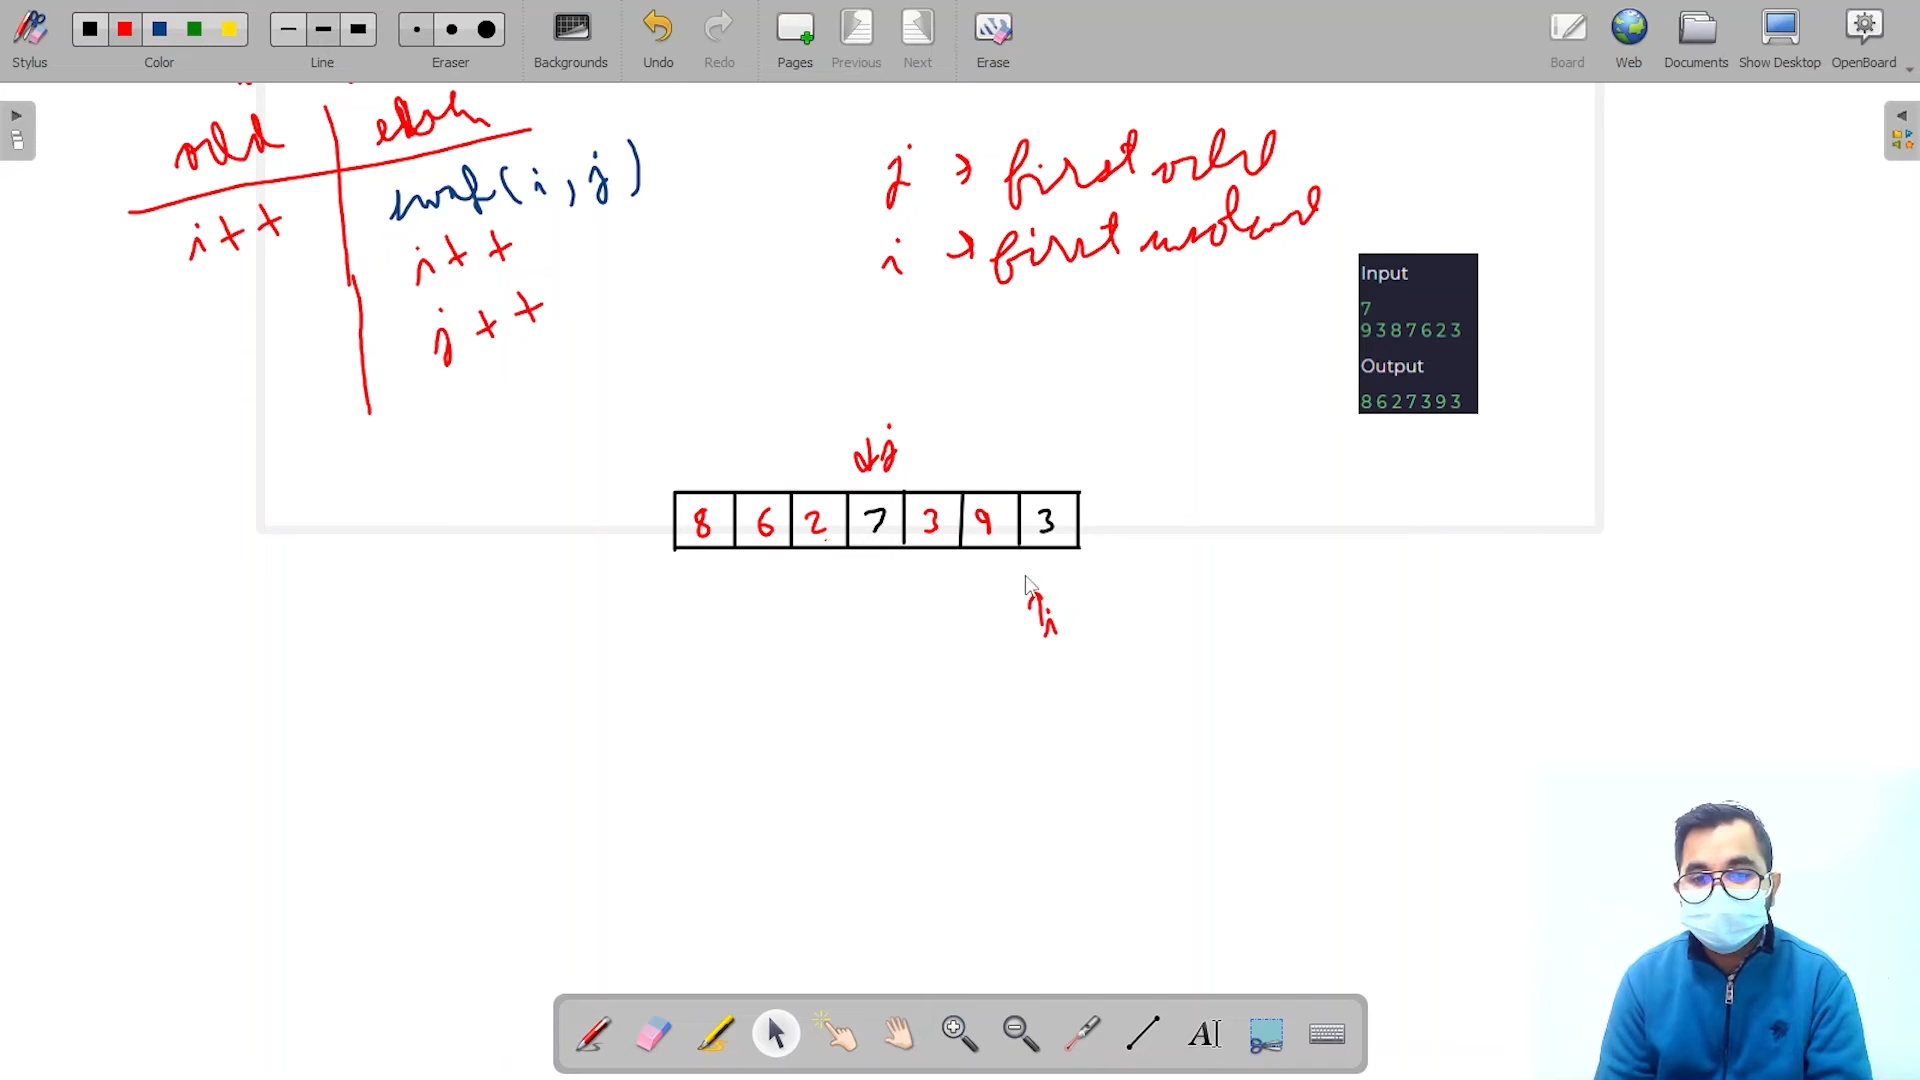 Stylus Color Line Eraser Backgrounds Undo Redo Pages Previous Next Erase Board Web Documents Show Desktop OpenBoard
odd even
swap(i, j)
i++ i++
j++
j → first odd
i → first unsolved
Input
7
9 3 8 7 6 2 3
Output
8 6 2 7 3 9 3
j
8 6 2 7 3 9 3
i